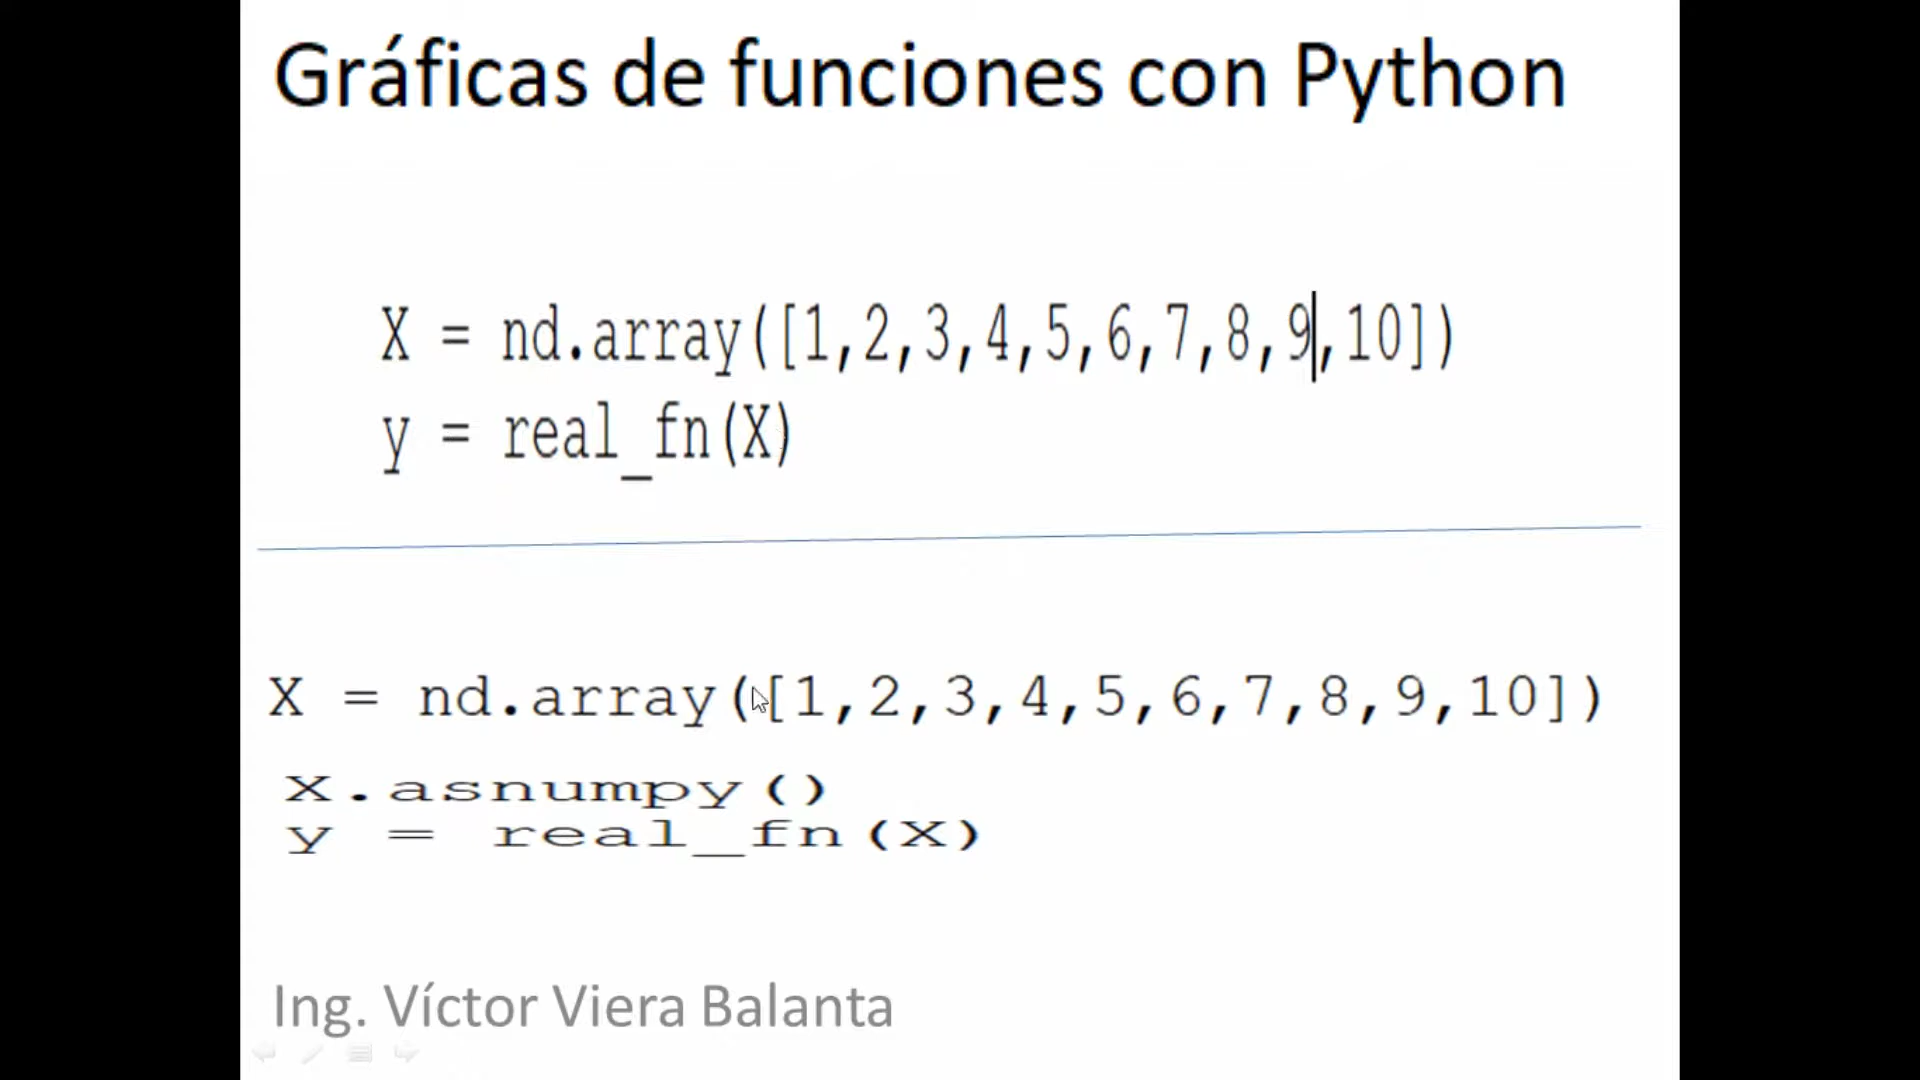 Gráficas de funciones con Python
X = nd.array([1,2,3,4,5,6,7,8,9,10])
y = real_fn(X)
X = nd.array([1,2,3,4,5,6,7,8,9,10])
X.asnumpy()
y = real_fn(X)
Ing. Víctor Viera Balanta